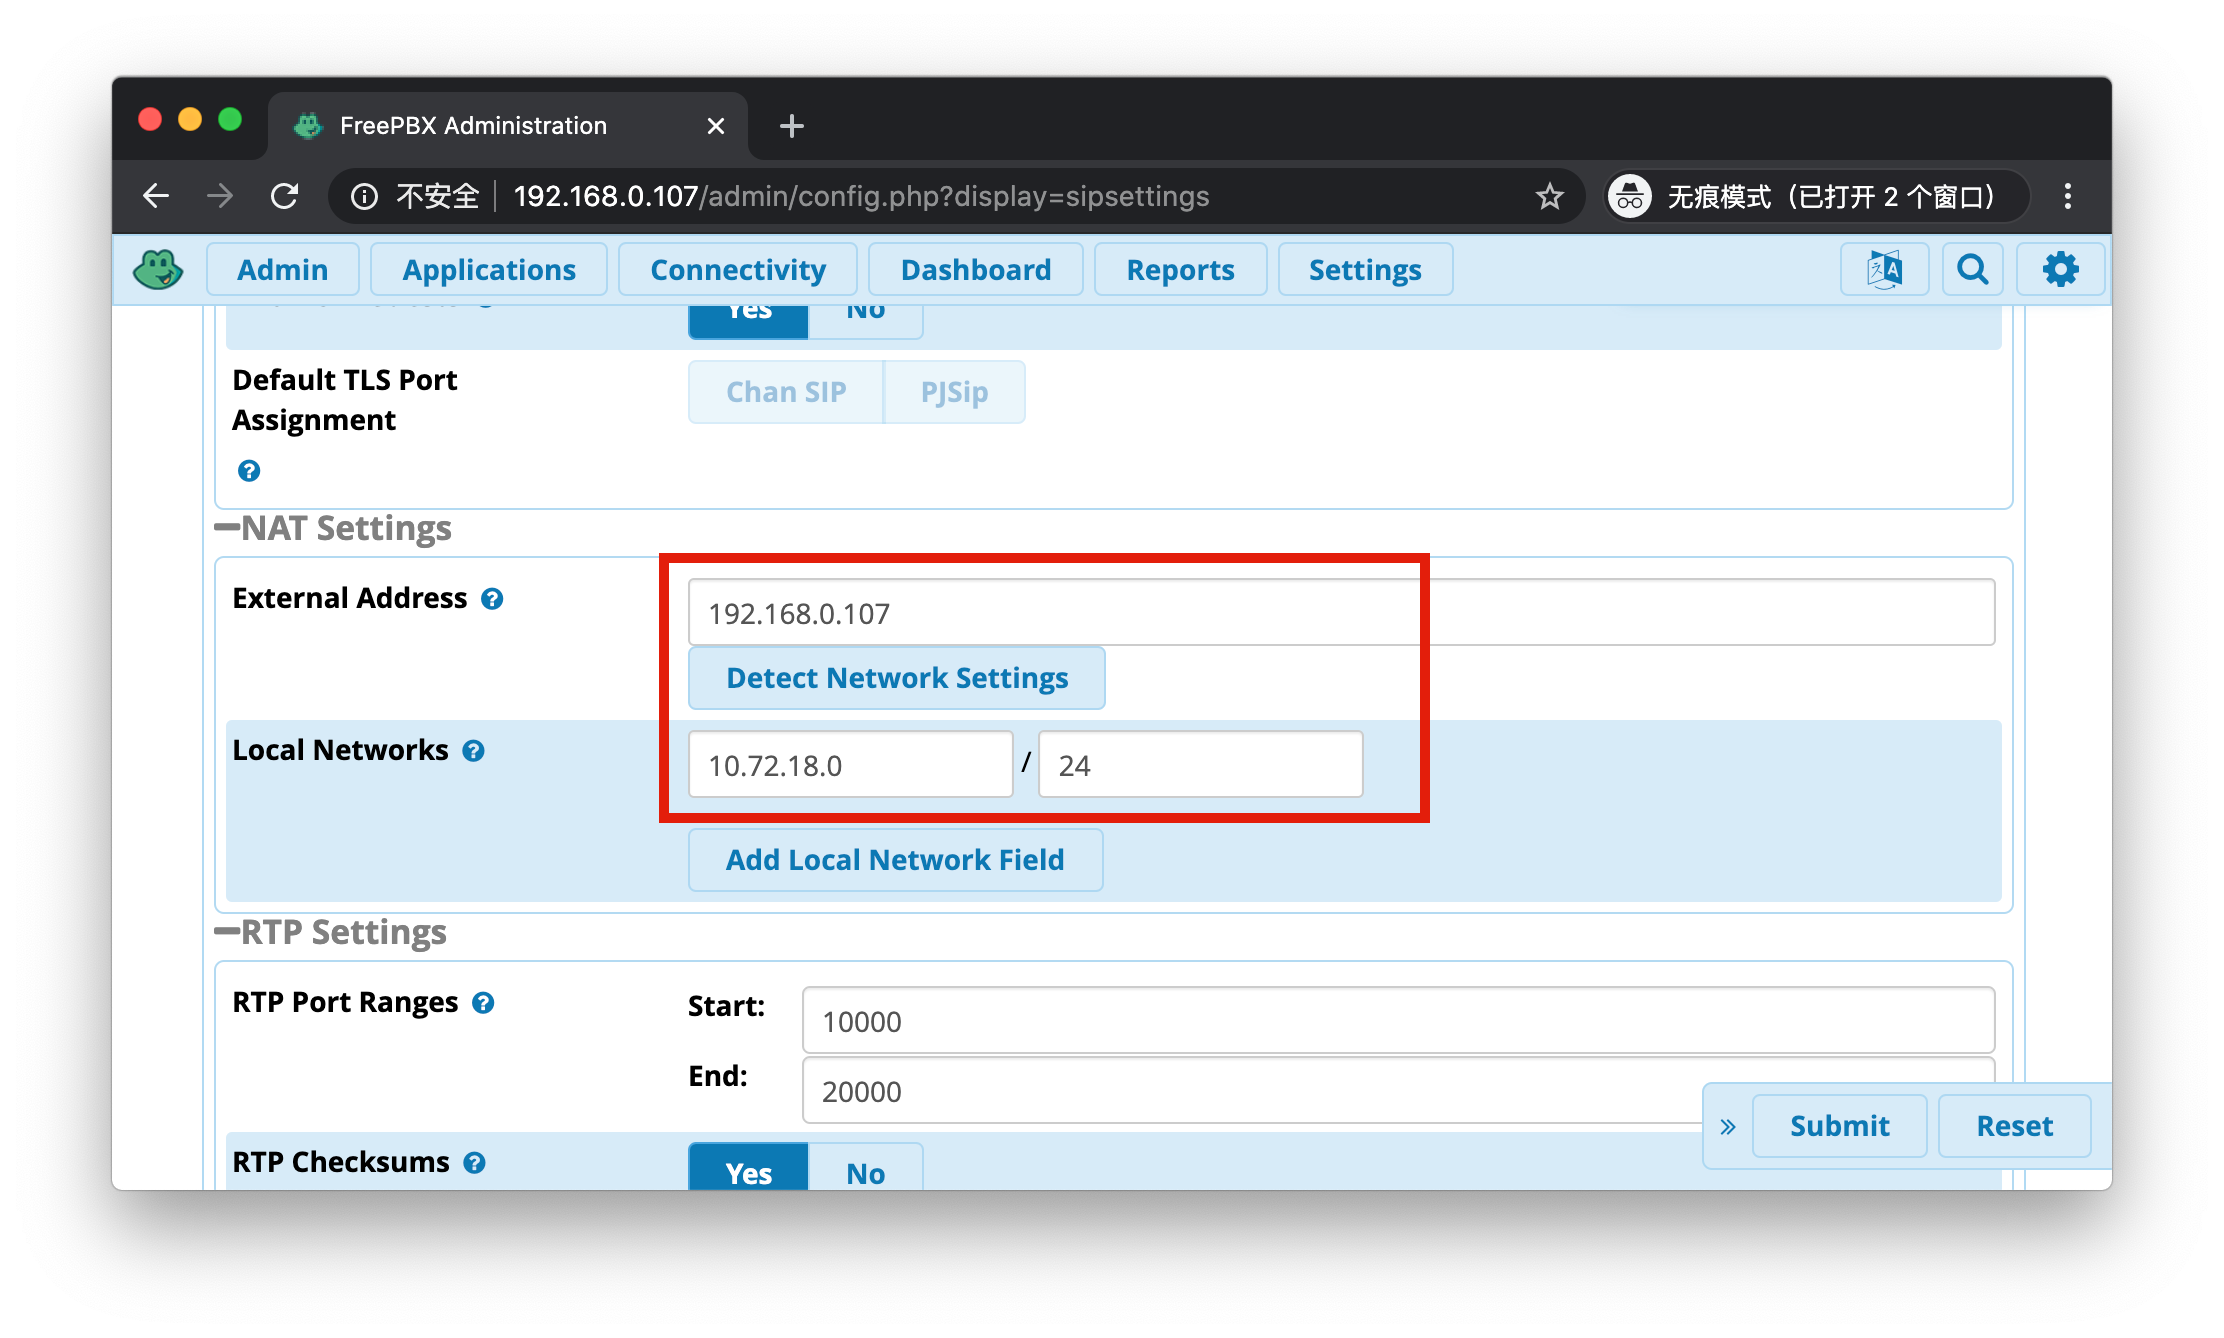 FreePBX Administration
不安全 192.168.0.107/admin/config.php?display=sipsettings 无痕模式（已打开 2 个窗口）
Admin Applications Connectivity Dashboard Reports Settings
Yes No
Default TLS Port Assignment Chan SIP PJSip
NAT Settings
External Address 192.168.0.107
Detect Network Settings
Local Networks 10.72.18.0 / 24
Add Local Network Field
RTP Settings
RTP Port Ranges Start: 10000
End: 20000
Submit Reset
RTP Checksums Yes No